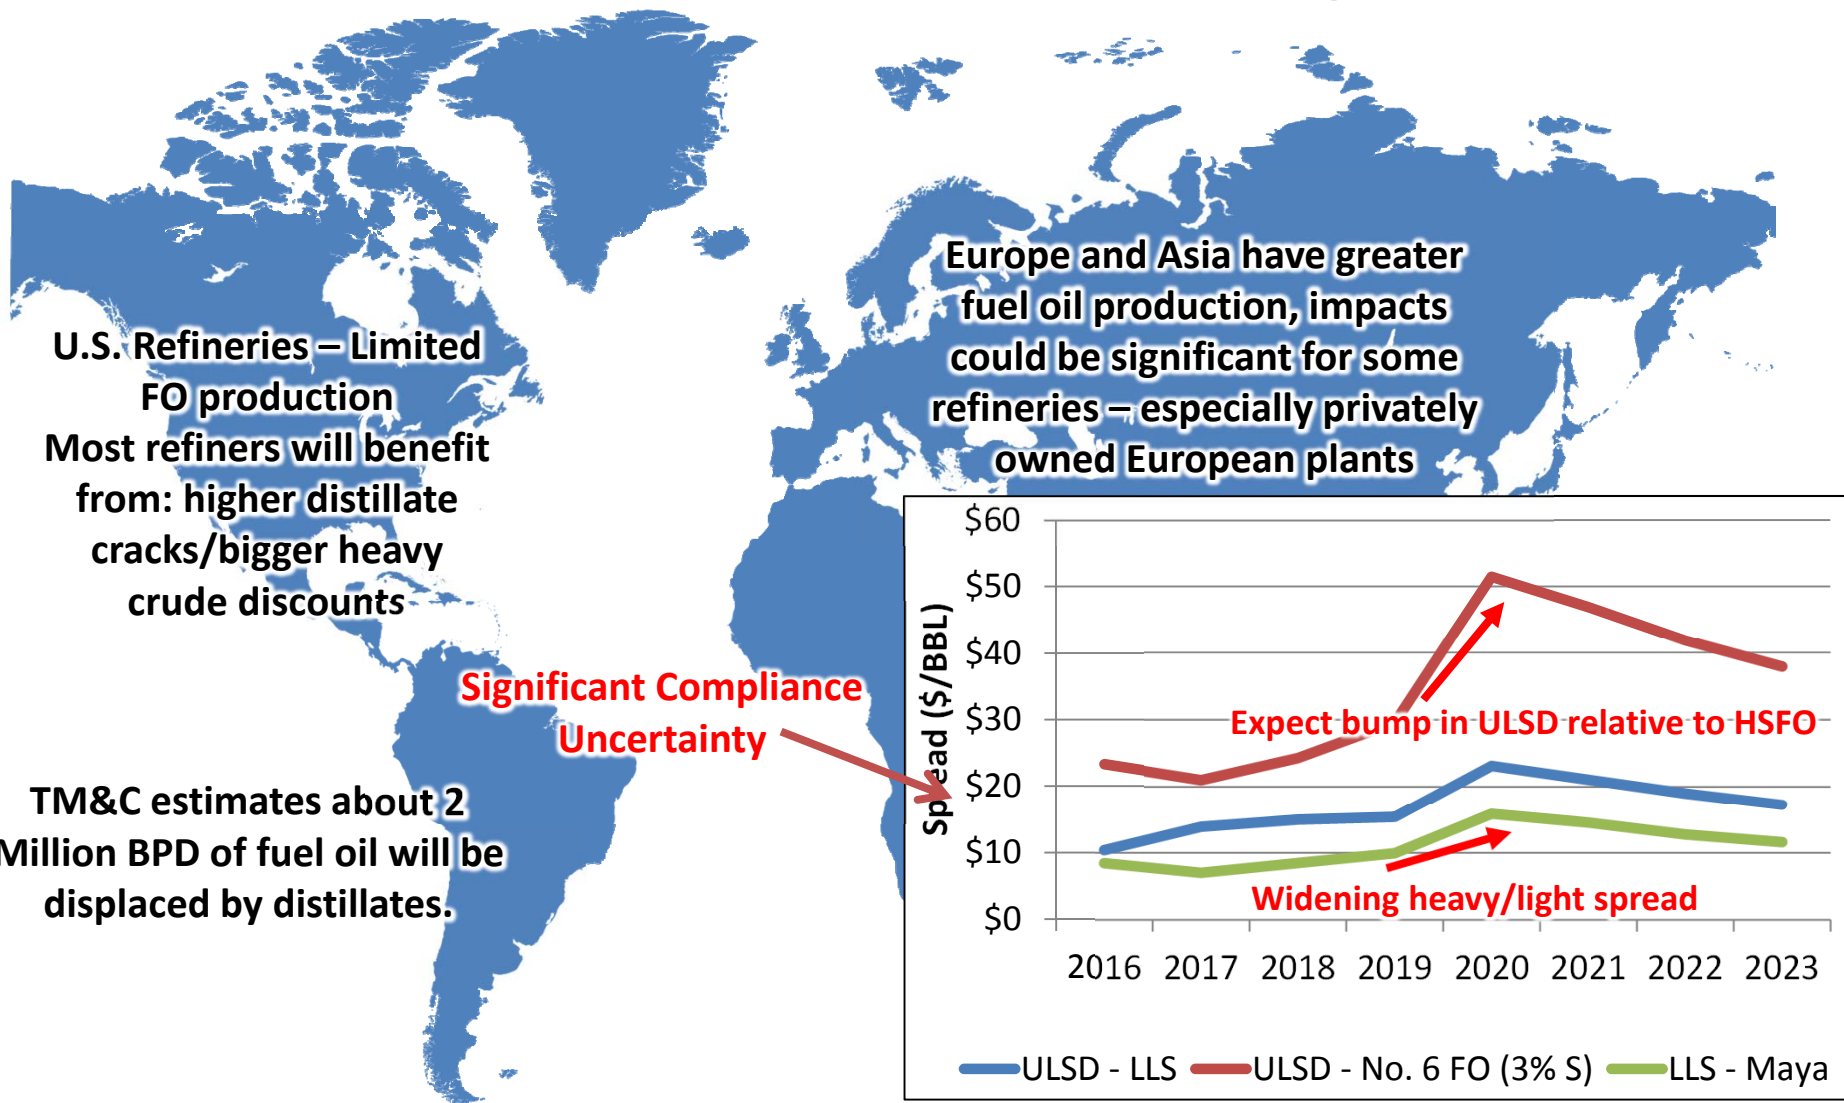 U.S. Refineries – Limited
FO production
Most refiners will benefit
from: higher distillate
cracks/bigger heavy
crude discounts
Europe and Asia have greater
fuel oil production, impacts
could be significant for some
refineries – especially privately
owned European plants
Significant Compliance
Uncertainty
TM&C estimates about 2
Million BPD of fuel oil will be
displaced by distillates.
Spread ($/BBL)
$60
$50
$40
$30
$20
$10
$0
Expect bump in ULSD relative to HSFO
Widening heavy/light spread
2016 2017 2018 2019 2020 2021 2022 2023
ULSD - LLS ULSD - No. 6 FO (3% S) LLS - Maya